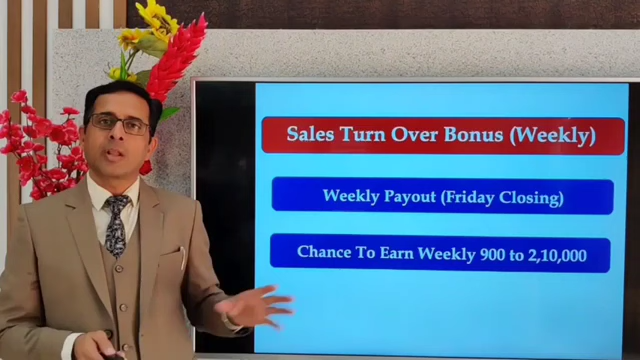 Sales Turn Over Bonus (Weekly)
Weekly Payout (Friday Closing)
Chance To Earn Weekly 900 to 2,10,000